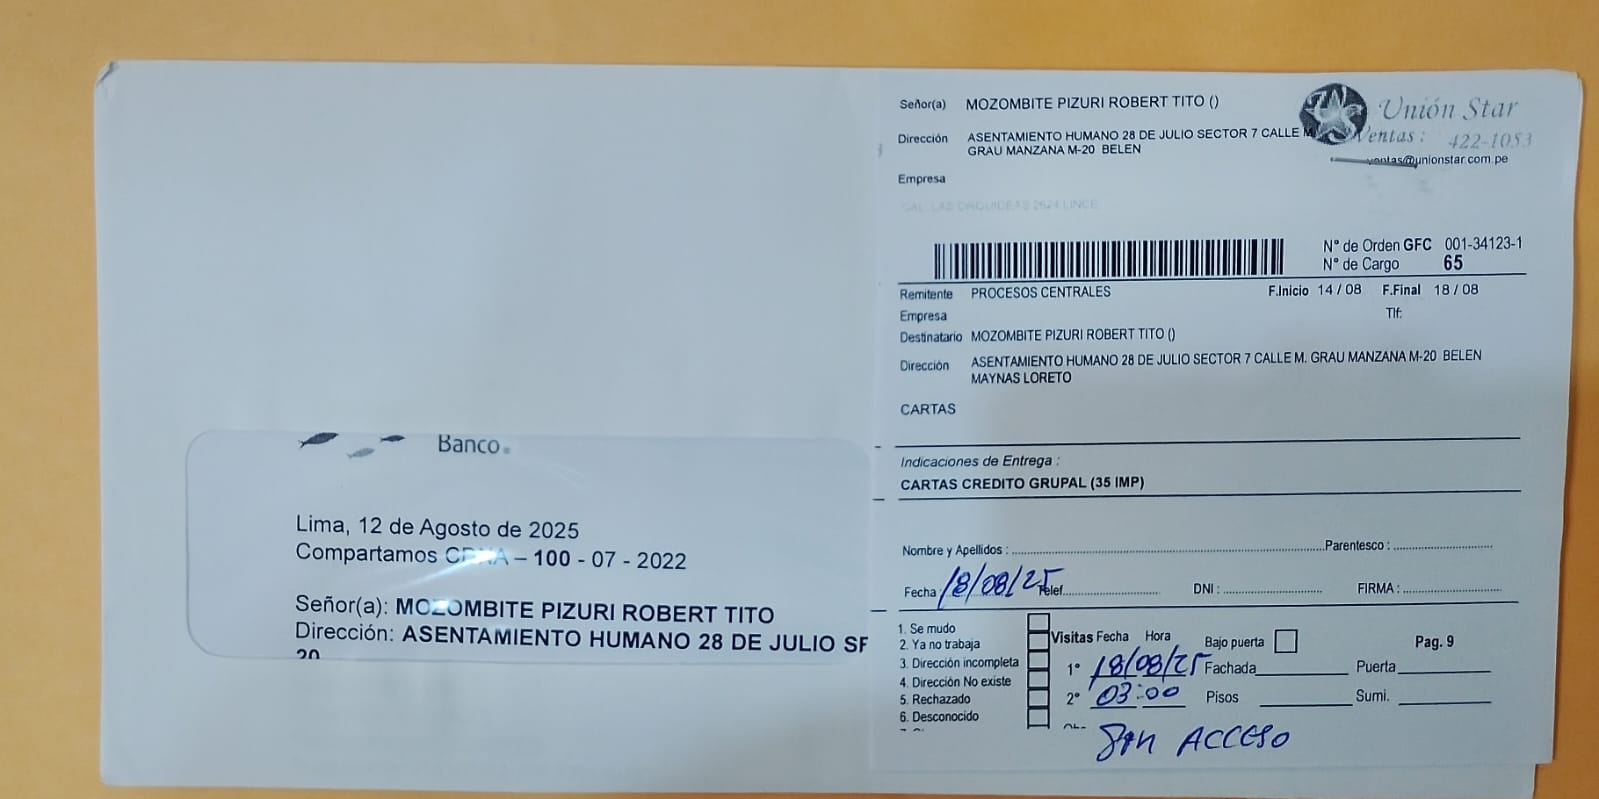 Banco.
Lima, 12 de Agosto de 2025
Compartamos – 100 - 07 - 2022
Señor(a): MOZOMBITE PIZURI ROBERT TITO
Dirección: ASENTAMIENTO HUMANO 28 DE JULIO
20
Señor(a) MOZOMBITE PIZURI ROBERT TITO ()
Dirección ASENTAMIENTO HUMANO 28 DE JULIO SECTOR 7 CALLE M.
GRAU MANZANA M-20 BELEN
Empresa
CAL. LAS ORQUIDEAS 2624 LINCE
Unión Star
Ventas : 422-1053
ventas@unionstar.com.pe
N° de Orden GFC 001-34123-1
N° de Cargo 65
Remitente PROCESOS CENTRALES F.Inicio 14 / 08 F.Final 18 / 08
Empresa Tlf:
Destinatario MOZOMBITE PIZURI ROBERT TITO ()
Dirección ASENTAMIENTO HUMANO 28 DE JULIO SECTOR 7 CALLE M. GRAU MANZANA M-20 BELEN
MAYNAS LORETO
CARTAS
Indicaciones de Entrega :
CARTAS CREDITO GRUPAL (35 IMP)
Nombre y Apellidos : Parentesco :
Fecha 18/08/25 Telef. DNI : FIRMA :
1. Se mudo
2. Ya no trabaja
3. Dirección incompleta
4. Dirección No existe
5. Rechazado
6. Desconocido
Visitas Fecha Hora Bajo puerta Pag. 9
1° 18/08/25 Fachada Puerta
2° 03:00 Pisos Sumi.
Sin ACCESO